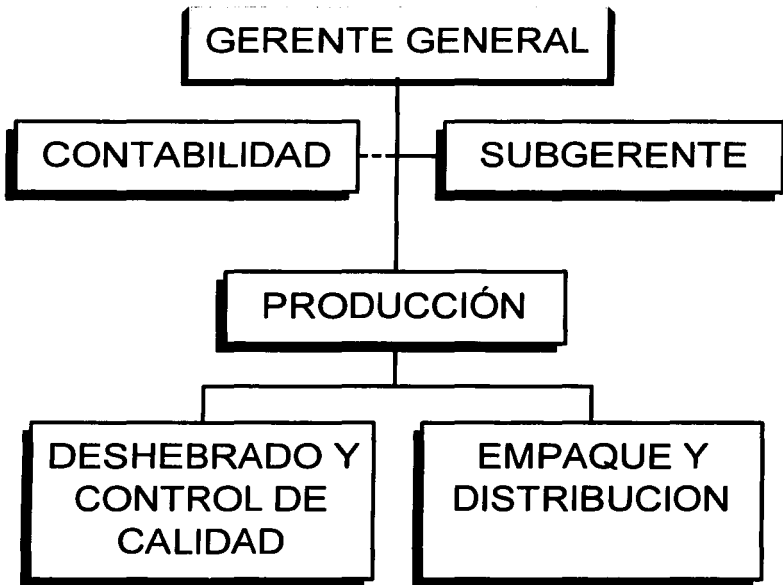 GERENTE GENERAL
CONTABILIDAD
SUBGERENTE
PRODUCCIÓN
DESHEBRADO Y
CONTROL DE
CALIDAD
EMPAQUE Y
DISTRIBUCION